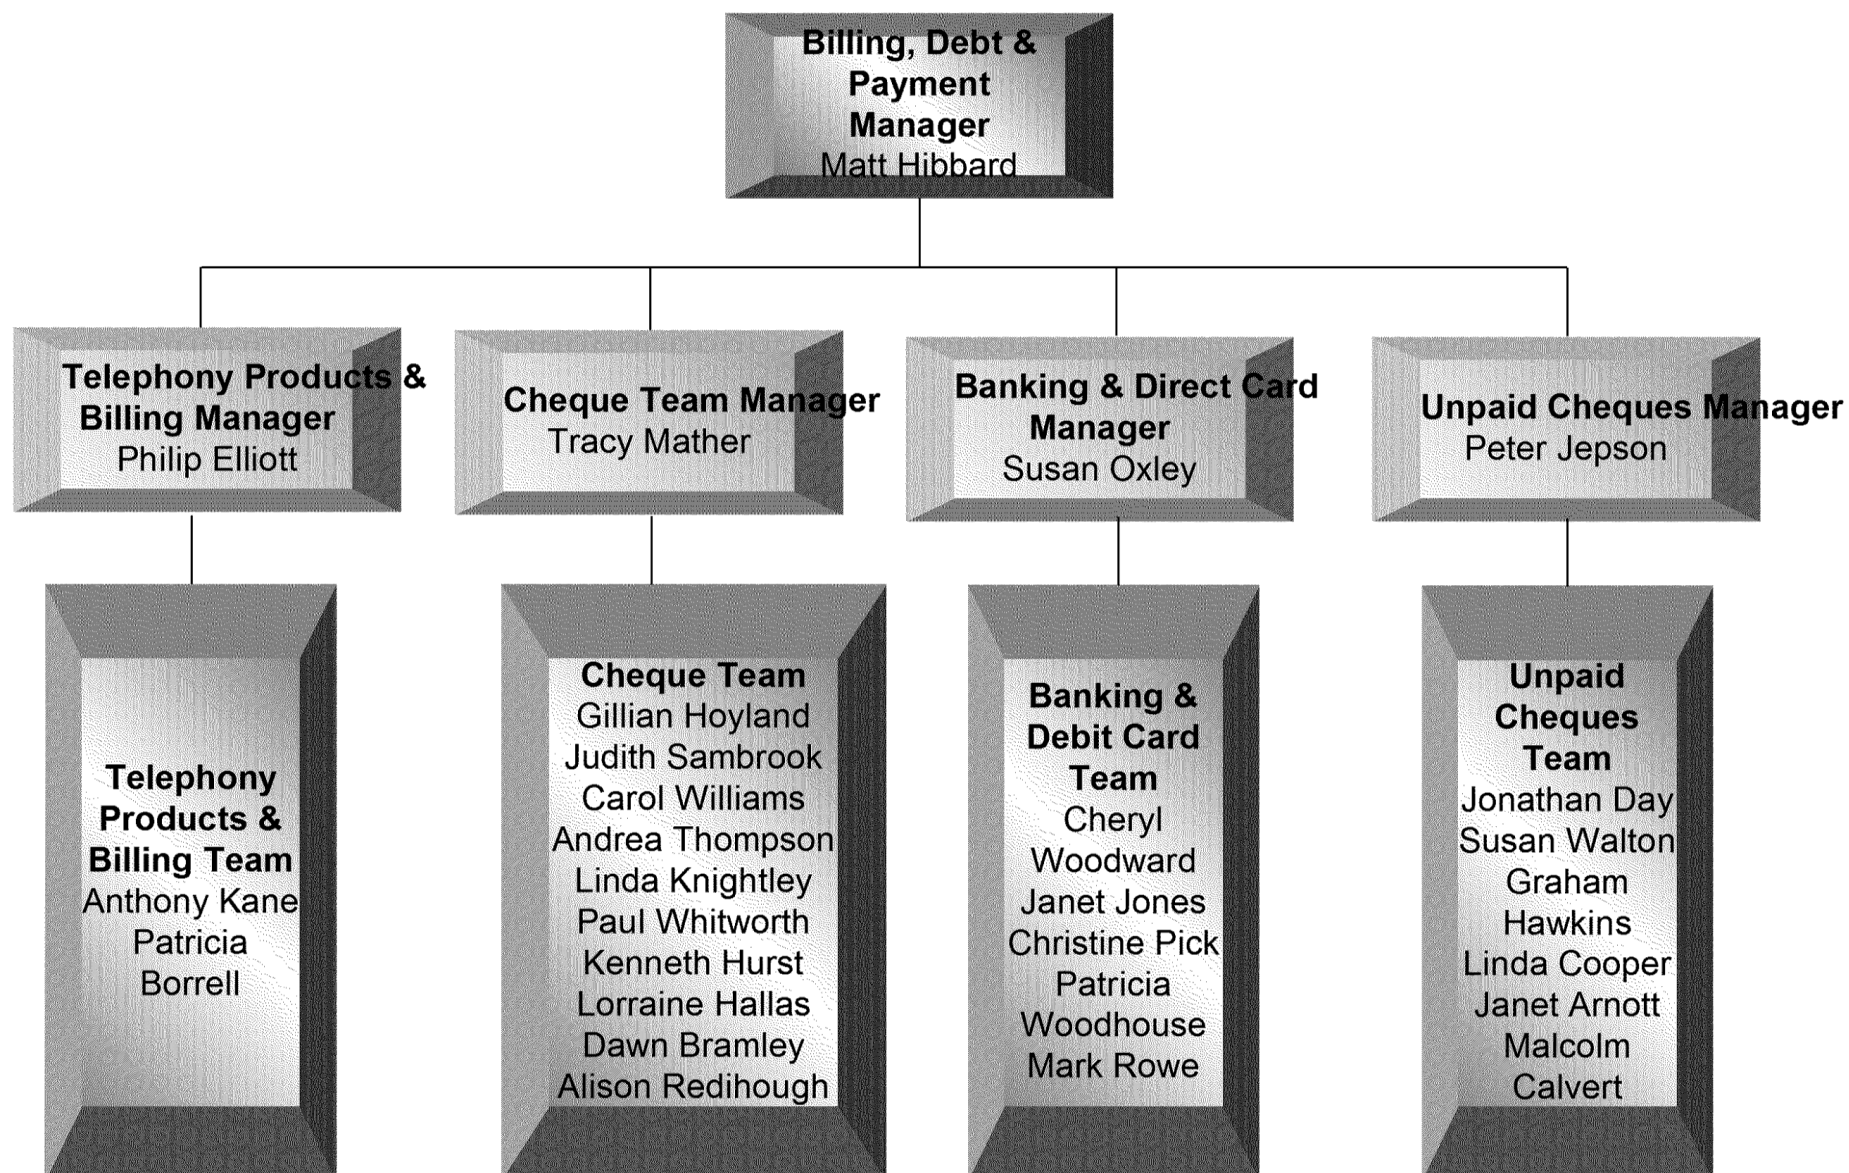 Billing, Debt &
Payment
Manager
Matt Hibbard
Telephony Products &
Billing Manager
Philip Elliott
Cheque Team Manager
Tracy Mather
Banking & Direct Card
Manager
Susan Oxley
Unpaid Cheques Manager
Peter Jepson
Telephony
Products &
Billing Team
Anthony Kane
Patricia
Borrell
Cheque Team
Gillian Hoyland
Judith Sambrook
Carol Williams
Andrea Thompson
Linda Knightley
Paul Whitworth
Kenneth Hurst
Lorraine Hallas
Dawn Bramley
Alison Redihough
Banking &
Debit Card
Team
Cheryl
Woodward
Janet Jones
Christine Pick
Patricia
Woodhouse
Mark Rowe
Unpaid
Cheques
Team
Jonathan Day
Susan Walton
Graham
Hawkins
Linda Cooper
Janet Arnott
Malcolm
Calvert